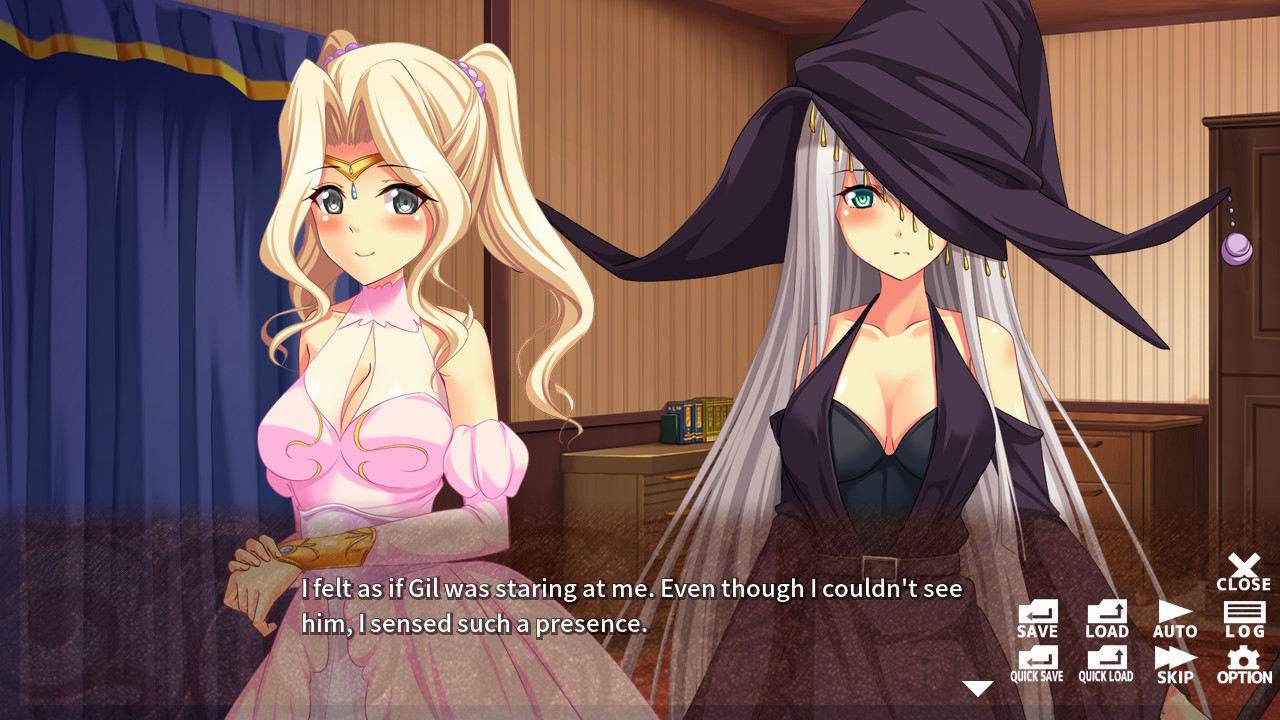 I felt as if Gil was staring at me. Even though I couldn't see
him, I sensed such a presence.
CLOSE
SAVE LOAD AUTO LOG
QUICK SAVE QUICK LOAD SKIP OPTION